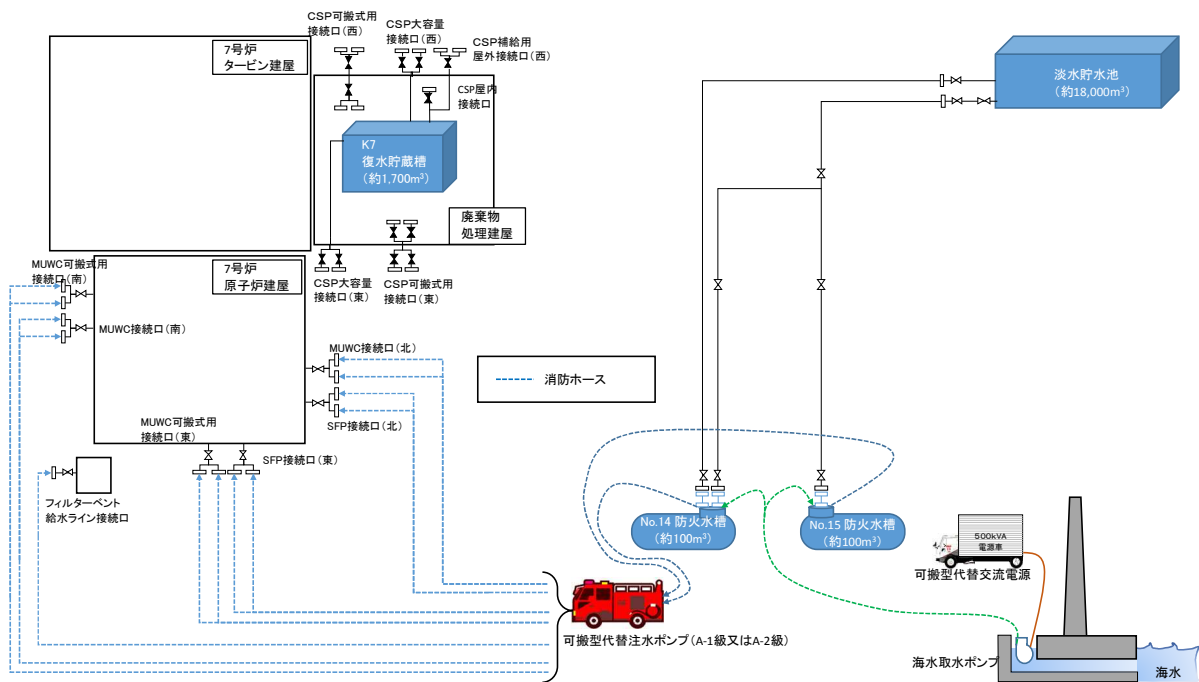 CSP可搬式用
接続口(西)
CSP大容量
接続口(西)
CSP補給用
屋外接続口(西)
7号炉
タービン建屋
CSP屋内
接続口
K7
復水貯蔵槽
(約1,700m³)
廃棄物
処理建屋
淡水貯水池
(約18,000m³)
MUWC可搬式用
接続口(南)
7号炉
原子炉建屋
CSP大容量
接続口(東)
CSP可搬式用
接続口(東)
MUWC接続口(南)
MUWC接続口(北)
消防ホース
MUWC可搬式用
接続口(東)
SFP接続口(北)
SFP接続口(東)
フィルターベント
給水ライン接続口
No.14 防火水槽
(約100m³)
No.15 防火水槽
(約100m³)
500kVA
電源車
可搬型代替交流電源
可搬型代替注水ポンプ(A-1級又はA-2級)
海水取水ポンプ
海水